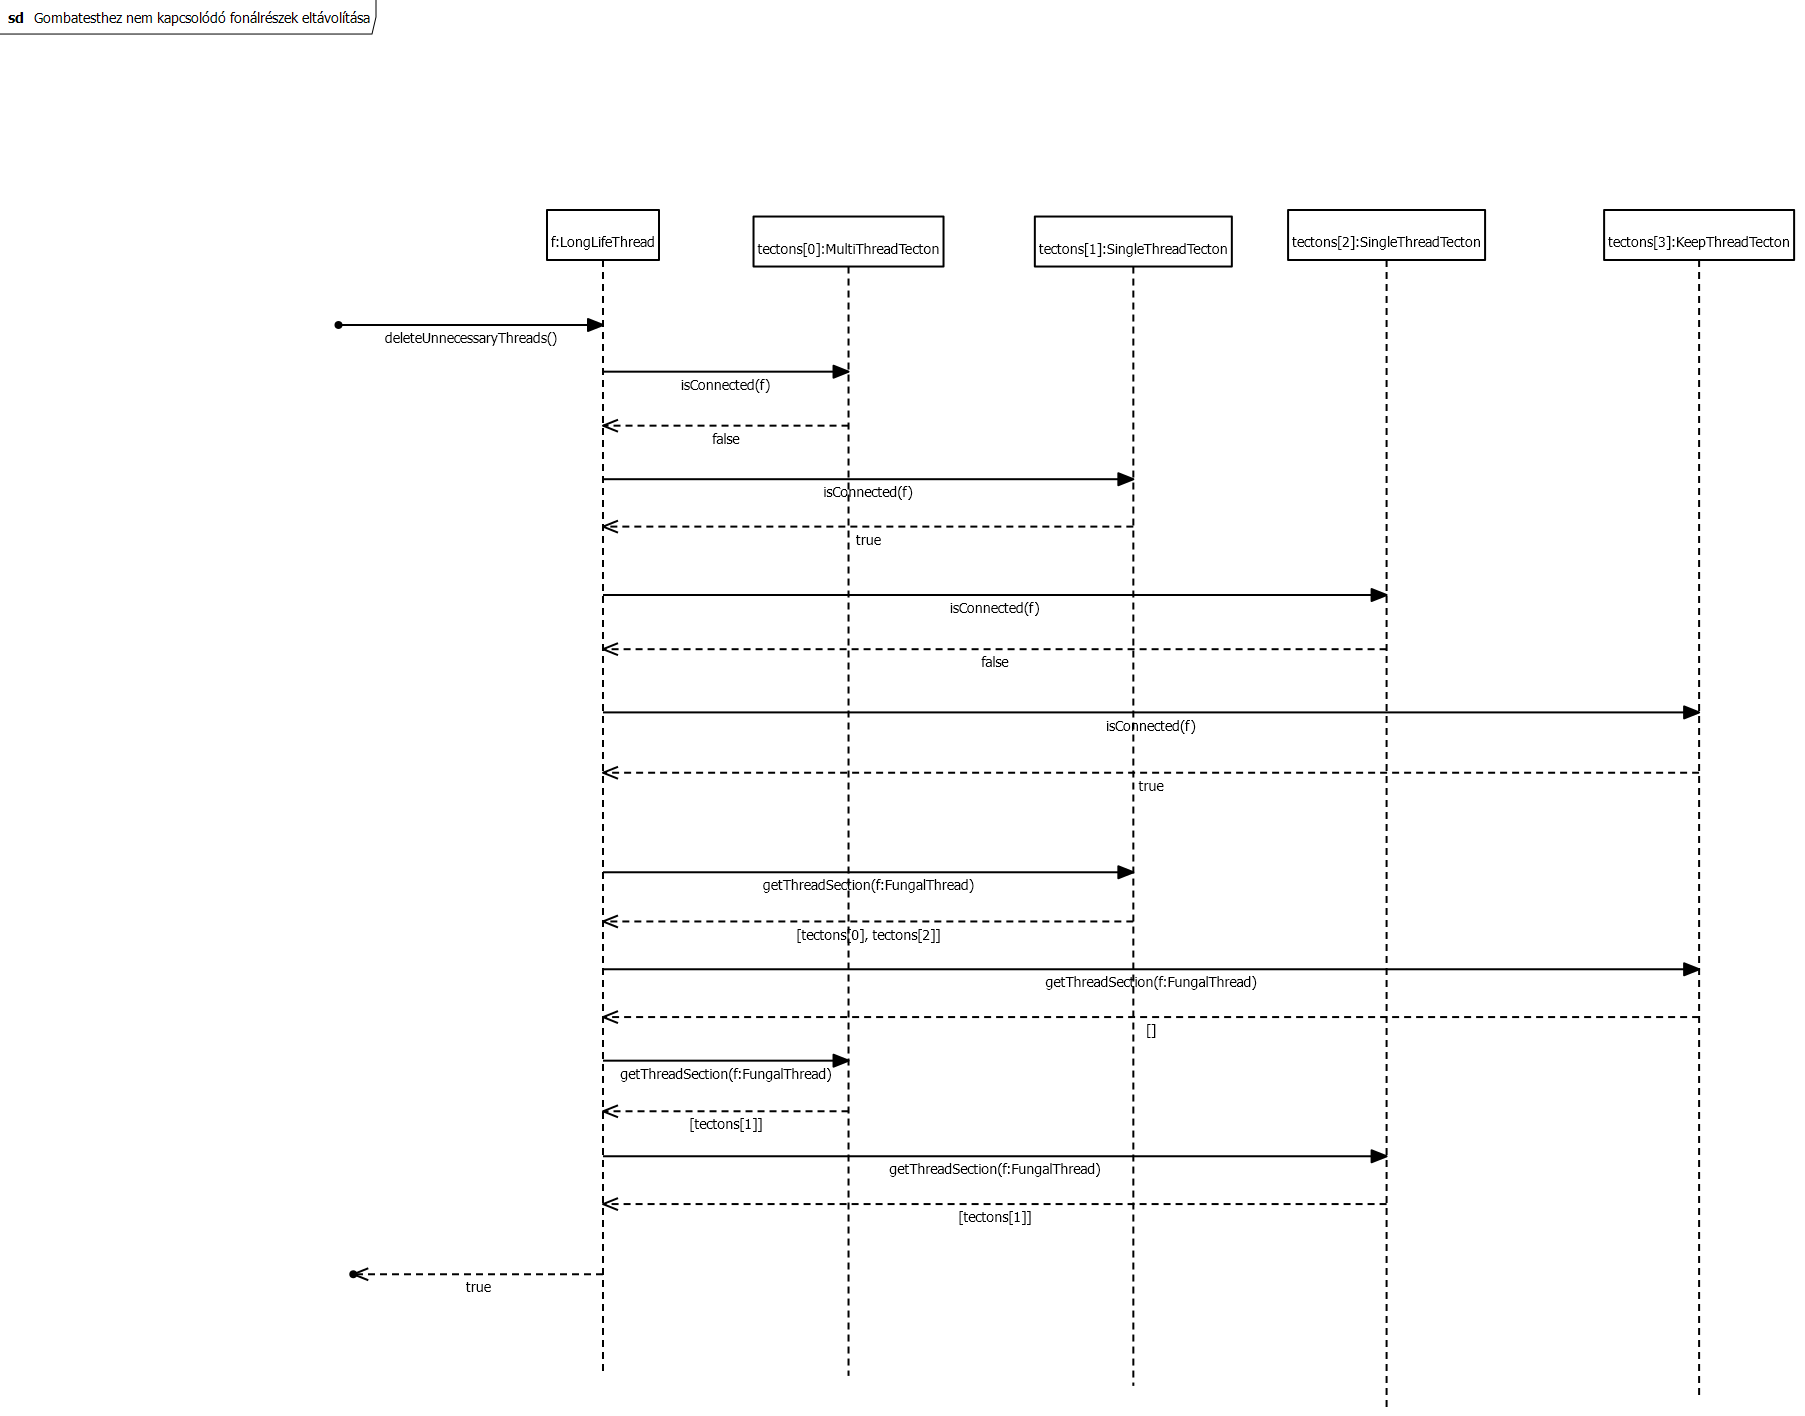 sd Gombatesthez nem kapcsolódó fonálrészek eltávolítása
f:LongLifeThread
tectons[0]:MultiThreadTecton
tectons[1]:SingleThreadTecton
tectons[2]:SingleThreadTecton
tectons[3]:KeepThreadTecton
deleteUnnecessaryThreads()
isConnected(f)
false
isConnected(f)
true
isConnected(f)
false
isConnected(f)
true
getThreadSection(f:FungalThread)
[tectons[0], tectons[2]]
getThreadSection(f:FungalThread)
[]
getThreadSection(f:FungalThread)
[tectons[1]]
getThreadSection(f:FungalThread)
[tectons[1]]
true